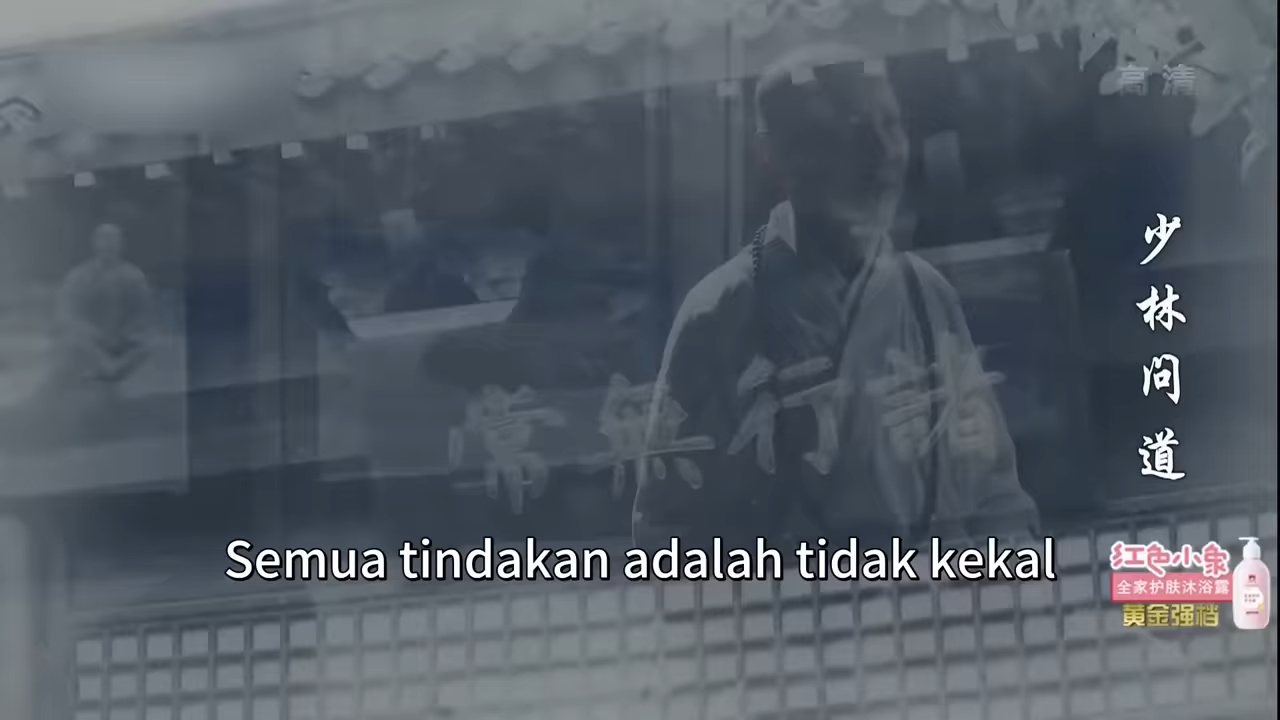 高清
少林问道
常無行諸
Semua tindakan adalah tidak kekal
红色小象
全家护肤沐浴露
黄金强档